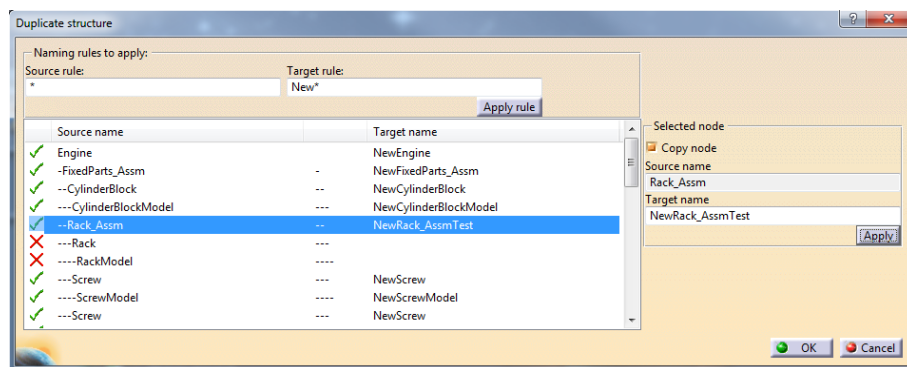 Duplicate structure
Naming rules to apply:
Source rule: Target rule:
* New*
Apply rule
Source name Target name
Engine NewEngine
-FixedParts_Assm - NewFixedParts_Assm
--CylinderBlock -- NewCylinderBlock
---CylinderBlockModel --- NewCylinderBlockModel
--Rack_Assm -- NewRack_AssmTest
---Rack ---
----RackModel ----
---Screw --- NewScrew
----ScrewModel ---- NewScrewModel
---Screw --- NewScrew
Selected node
Copy node
Source name
Rack_Assm
Target name
NewRack_AssmTest
Apply
OK Cancel